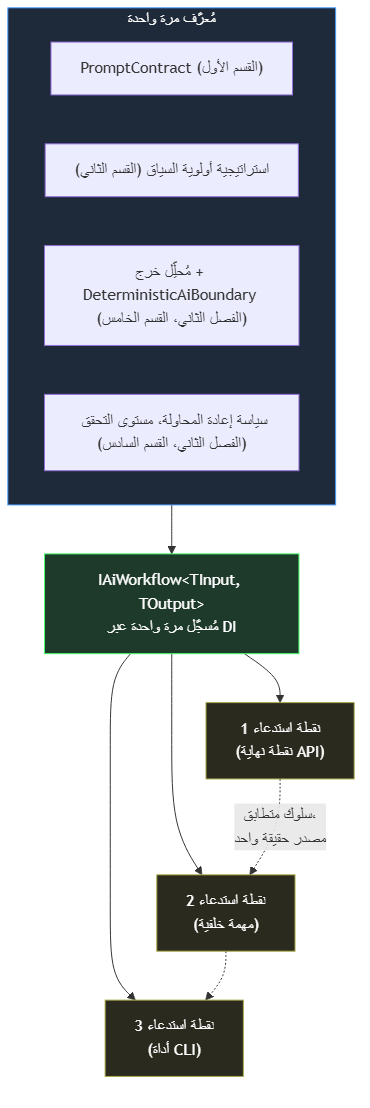 مُعرَّف مرة واحدة
PromptContract (القسم الأول)
استراتيجية أولوية السياق (القسم الثاني)
مُحلِّل خرج +
DeterministicAiBoundary
(الفصل الثاني، القسم الخامس)
سياسة إعادة المحاولة، مستوى التحقق
(الفصل الثاني، القسم السادس)
IAiWorkflow<TInput,
TOutput>
مُسجَّل مرة واحدة عبر DI
نقطة استدعاء 1
(نقطة نهاية API)
سلوك متطابق،
مصدر حقيقة واحد
نقطة استدعاء 2
(مهمة خلفية)
نقطة استدعاء 3
(أداة CLI)